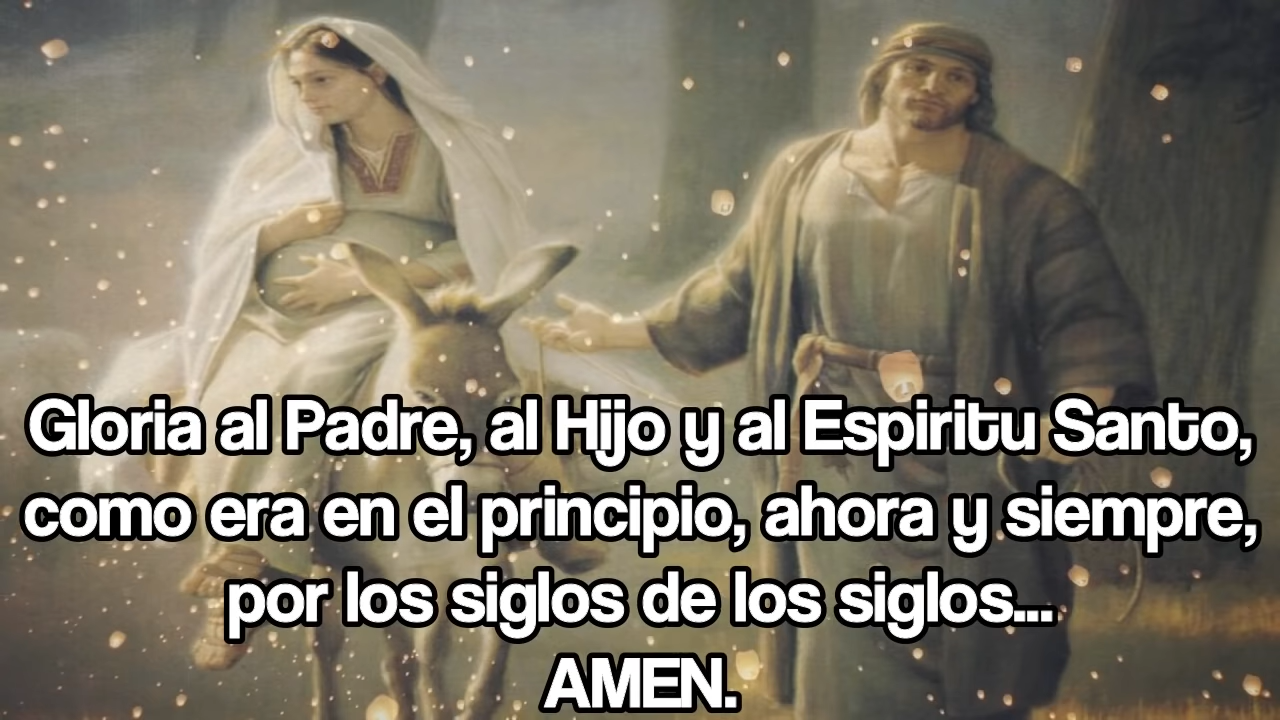 Gloria al Padre, al Hijo y al Espiritu Santo,
como era en el principio, ahora y siempre,
por los siglos de los siglos...
AMEN.